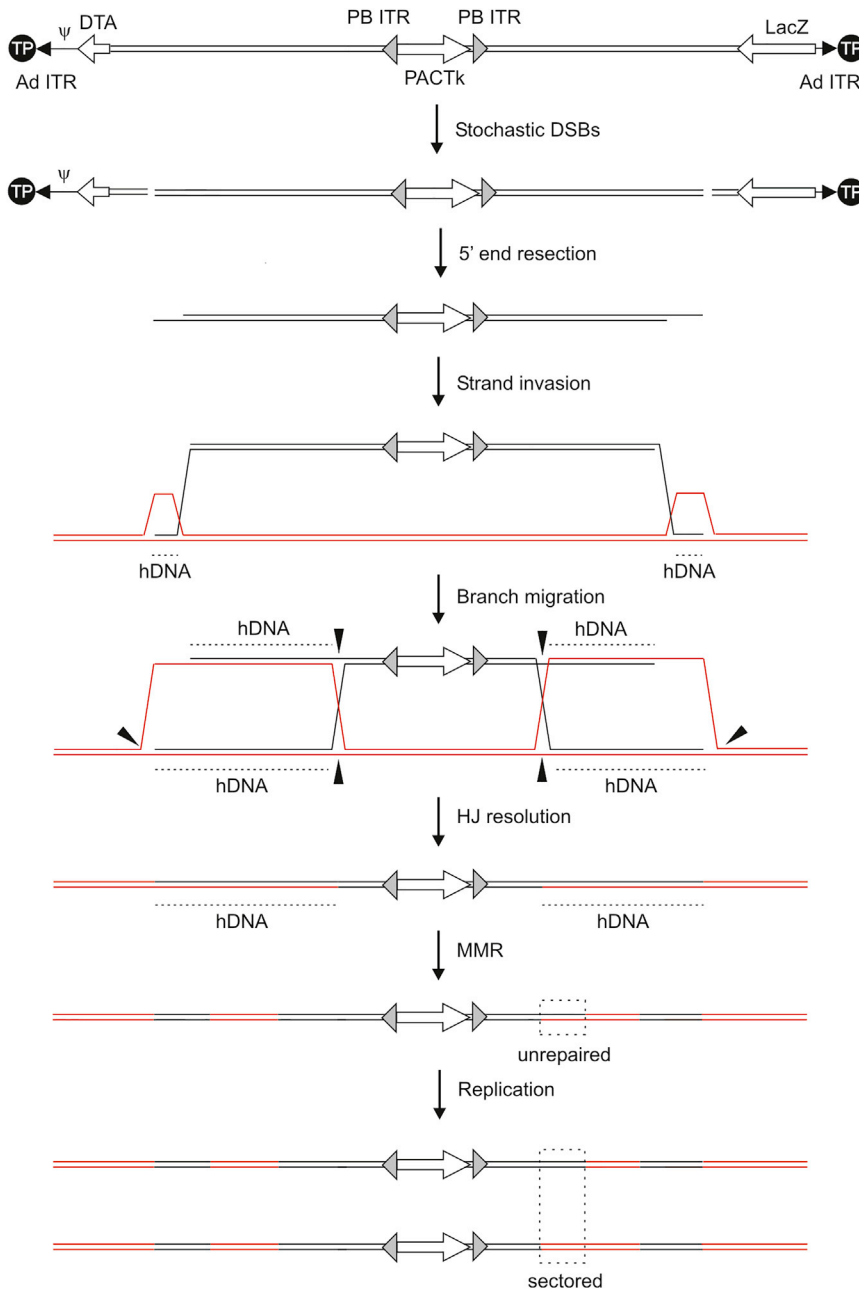 DTA PB ITR PB ITR LacZ
ψ
TP TP
Ad ITR PACTk Ad ITR
Stochastic DSBs
ψ
TP TP
5' end resection
Strand invasion
hDNA hDNA
Branch migration
hDNA hDNA
hDNA hDNA
HJ resolution
hDNA hDNA
MMR
unrepaired
Replication
sectored